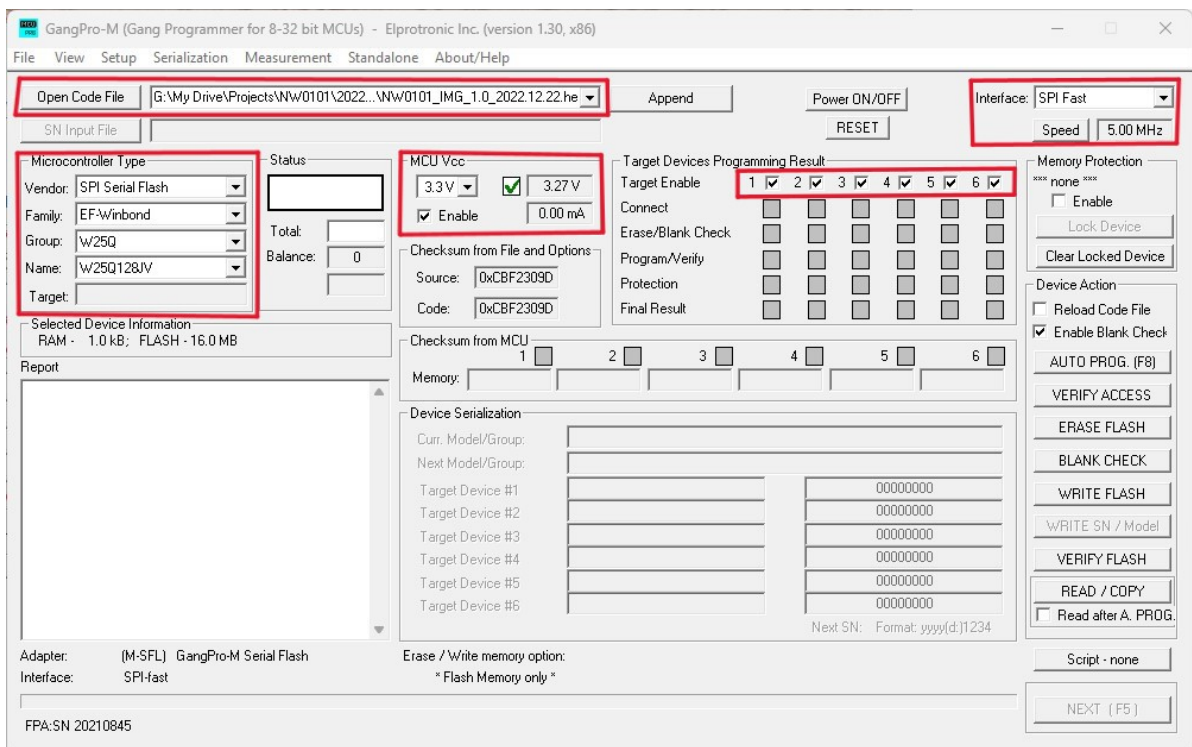 GangPro-M (Gang Programmer for 8-32 bit MCUs) - Elprotronic Inc. (version 1.30, x86)
File View Setup Serialization Measurement Standalone About/Help
Open Code File G:\My Drive\Projects\NW0101\2022...\NW0101_IMG_1.0_2022.12.22.he Append Power ON/OFF Interface: SPI Fast
SN Input File RESET Speed 5.00 MHz
Microcontroller Type
Vendor: SPI Serial Flash
Family: EF-Winbond
Group: W25Q
Name: W25Q128JV
Target:
Status
Total:
Balance: 0
MCU Vcc
3.3 V 3.27 V
Enable 0.00 mA
Checksum from File and Options
Source: 0xCBF2309D
Code: 0xCBF2309D
Target Devices Programming Result
Target Enable 1 2 3 4 5 6
Connect
Erase/Blank Check
Program/Verify
Protection
Final Result
Memory Protection
*** none ***
Enable
Lock Device
Clear Locked Device
Selected Device Information
RAM - 1.0 kB; FLASH - 16.0 MB
Report
Checksum from MCU
1 2 3 4 5 6
Memory:
Device Serialization
Curr. Model/Group:
Next Model/Group:
Target Device #1 00000000
Target Device #2 00000000
Target Device #3 00000000
Target Device #4 00000000
Target Device #5 00000000
Target Device #6 00000000
Next SN: Format: yyyy(d:)1234
Device Action
Reload Code File
Enable Blank Check
AUTO PROG. (F8)
VERIFY ACCESS
ERASE FLASH
BLANK CHECK
WRITE FLASH
WRITE SN / Model
VERIFY FLASH
READ / COPY
Read after A. PROG.
Script - none
NEXT (F5)
Adapter: (M-SFL) GangPro-M Serial Flash
Interface: SPI-fast
Erase / Write memory option:
* Flash Memory only *
FPA:SN 20210845